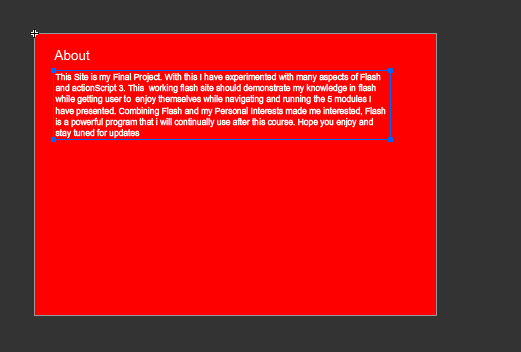 About
This Site is my Final Project. With this I have experimented with many aspects of Flash
and actionScript 3. This  working flash site should demonstrate my knowledge in flash
while getting user to  enjoy themselves while navigating and running the 5 modules I
have presented. Combining Flash and my Personal Interests made me interested, Flash
is a powerful program that i will continually use after this course. Hope you enjoy and
stay tuned for updates